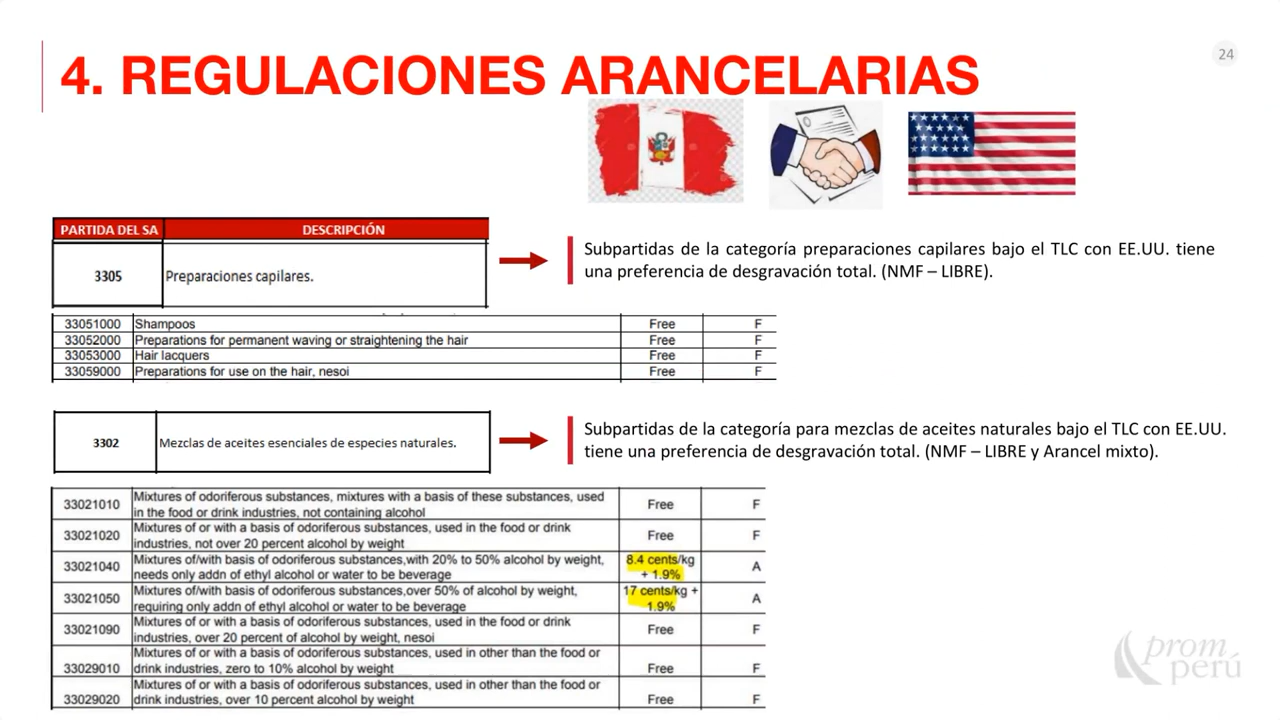 4. REGULACIONES ARANCELARIAS
24
PARTIDA DEL SA DESCRIPCIÓN
3305 Preparaciones capilares.
Subpartidas de la categoría preparaciones capilares bajo el TLC con EE.UU. tiene
una preferencia de desgravación total. (NMF – LIBRE).
33051000 Shampoos Free F
33052000 Preparations for permanent waving or straightening the hair Free F
33053000 Hair lacquers Free F
33059000 Preparations for use on the hair, nesoi Free F
3302 Mezclas de aceites esenciales de especies naturales.
Subpartidas de la categoría para mezclas de aceites naturales bajo el TLC con EE.UU.
tiene una preferencia de desgravación total. (NMF – LIBRE y Arancel mixto).
33021010 Mixtures of odoriferous substances, mixtures with a basis of these substances, used
in the food or drink industries, not containing alcohol Free F
33021020 Mixtures of or with a basis of odoriferous substances, used in the food or drink
industries, not over 20 percent alcohol by weight Free F
33021040 Mixtures of/with basis of odoriferous substances,with 20% to 50% alcohol by weight, 8.4 cents/kg
needs only addn of ethyl alcohol or water to be beverage + 1.9% A
33021050 Mixtures of/with basis of odoriferous substances,over 50% of alcohol by weight, 17 cents/kg +
requiring only addn of ethyl alcohol or water to be beverage 1.9% A
33021090 Mixtures of or with a basis of odoriferous substances, used in the food or drink
industries, over 20 percent of alcohol by weight, nesoi Free F
33029010 Mixtures of or with a basis of odoriferous substances, used in other than the food or
drink industries, zero to 10% alcohol by weight Free F
33029020 Mixtures of or with a basis of odoriferous substances, used in other than the food or
drink industries, over 10 percent alcohol by weight Free F
prom
perú